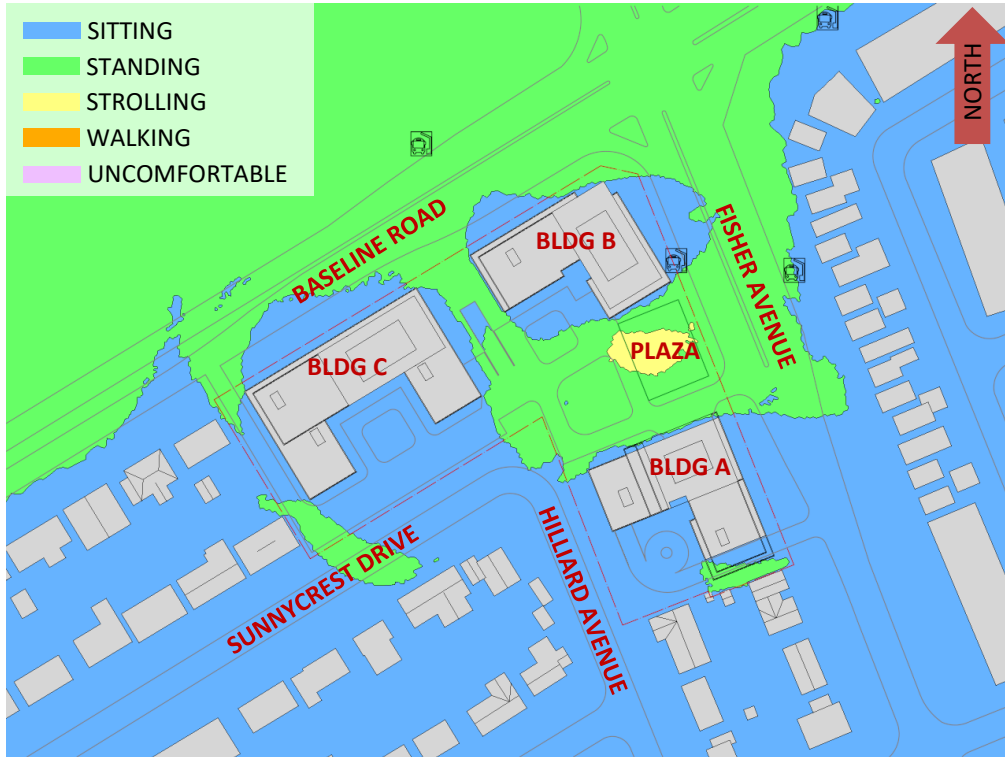 SITTING
STANDING
STROLLING
WALKING
UNCOMFORTABLE
NORTH
BASELINE ROAD
BLDG B
FISHER AVENUE
PLAZA
BLDG C
BLDG A
HILLIARD AVENUE
SUNNYCREST DRIVE